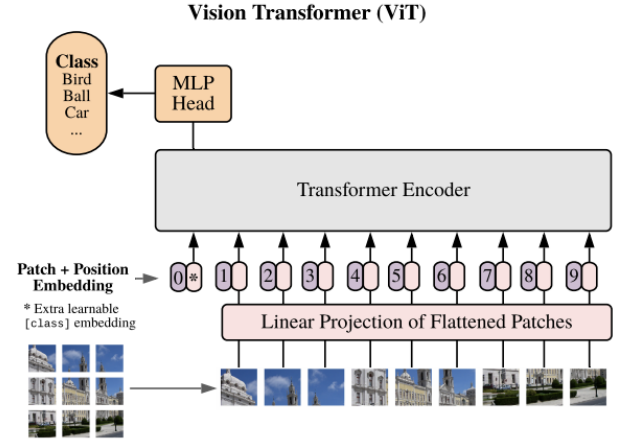 Vision Transformer (ViT)
Class
Bird
Ball
Car
...
MLP
Head
Transformer Encoder
Patch + Position
Embedding
0 * 1 2 3 4 5 6 7 8 9
* Extra learnable
[class] embedding
Linear Projection of Flattened Patches